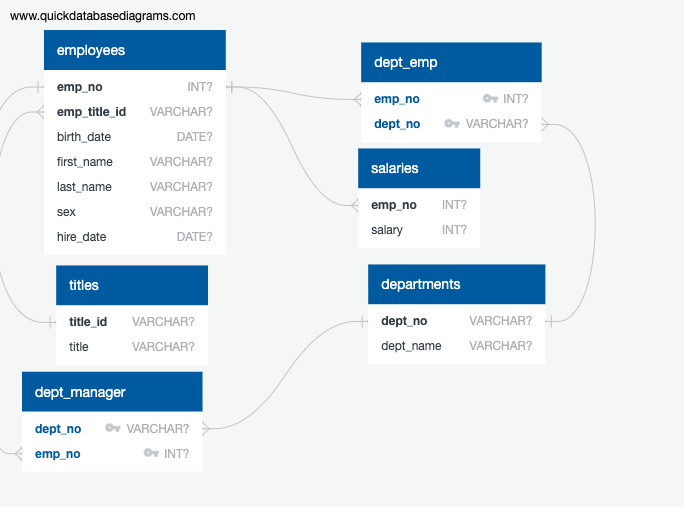 www.quickdatabasediagrams.com
employees
emp_no INT?
emp_title_id VARCHAR?
birth_date DATE?
first_name VARCHAR?
last_name VARCHAR?
sex VARCHAR?
hire_date DATE?
dept_emp
emp_no INT?
dept_no VARCHAR?
salaries
emp_no INT?
salary INT?
titles
title_id VARCHAR?
title VARCHAR?
departments
dept_no VARCHAR?
dept_name VARCHAR?
dept_manager
dept_no VARCHAR?
emp_no INT?